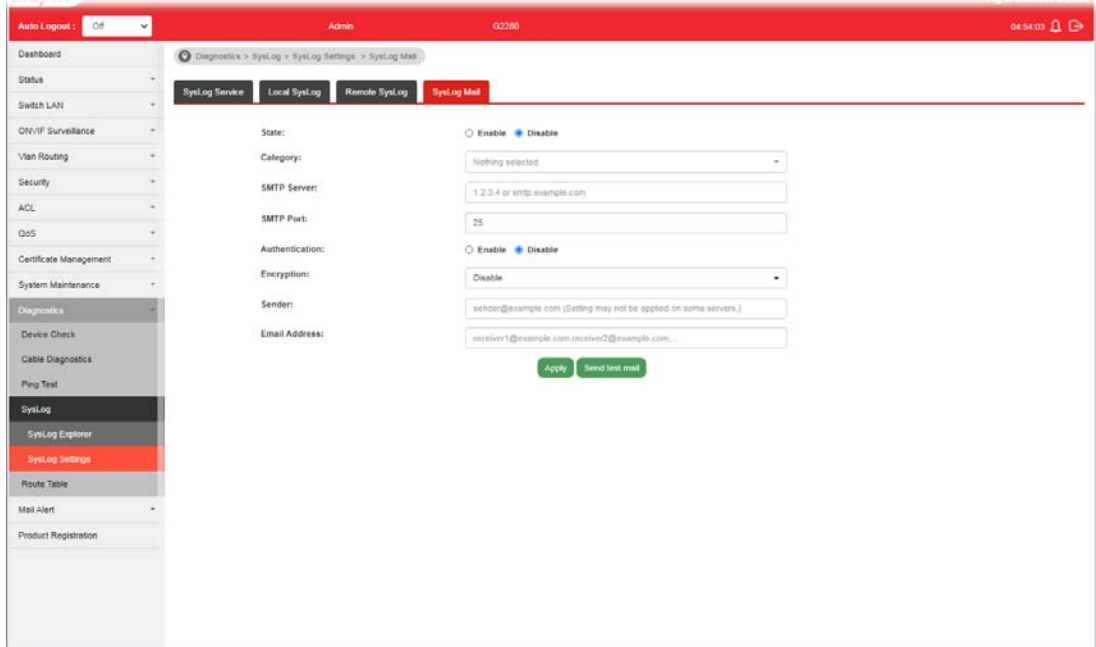 Auto Logout : Off Admin G2280 04:54:03
Dashboard
Status
Switch LAN
ONVIF Surveillance
Vlan Routing
Security
ACL
QoS
Certificate Management
System Maintenance
Diagnostics
Device Check
Cable Diagnostics
Ping Test
SysLog
SysLog Explorer
SysLog Settings
Route Table
Mail Alert
Product Registration
Diagnostics > SysLog > SysLog Settings > SysLog Mail
SysLog Service Local SysLog Remote SysLog SysLog Mail
State: Enable Disable
Category: Nothing selected
SMTP Server: 1.2.3.4 or smtp.example.com
SMTP Port: 25
Authentication: Enable Disable
Encryption: Disable
Sender: sender@example.com (Setting may not be applied on some servers.)
Email Address: receiver1@example.com,receiver2@example.com,...
Apply Send test mail